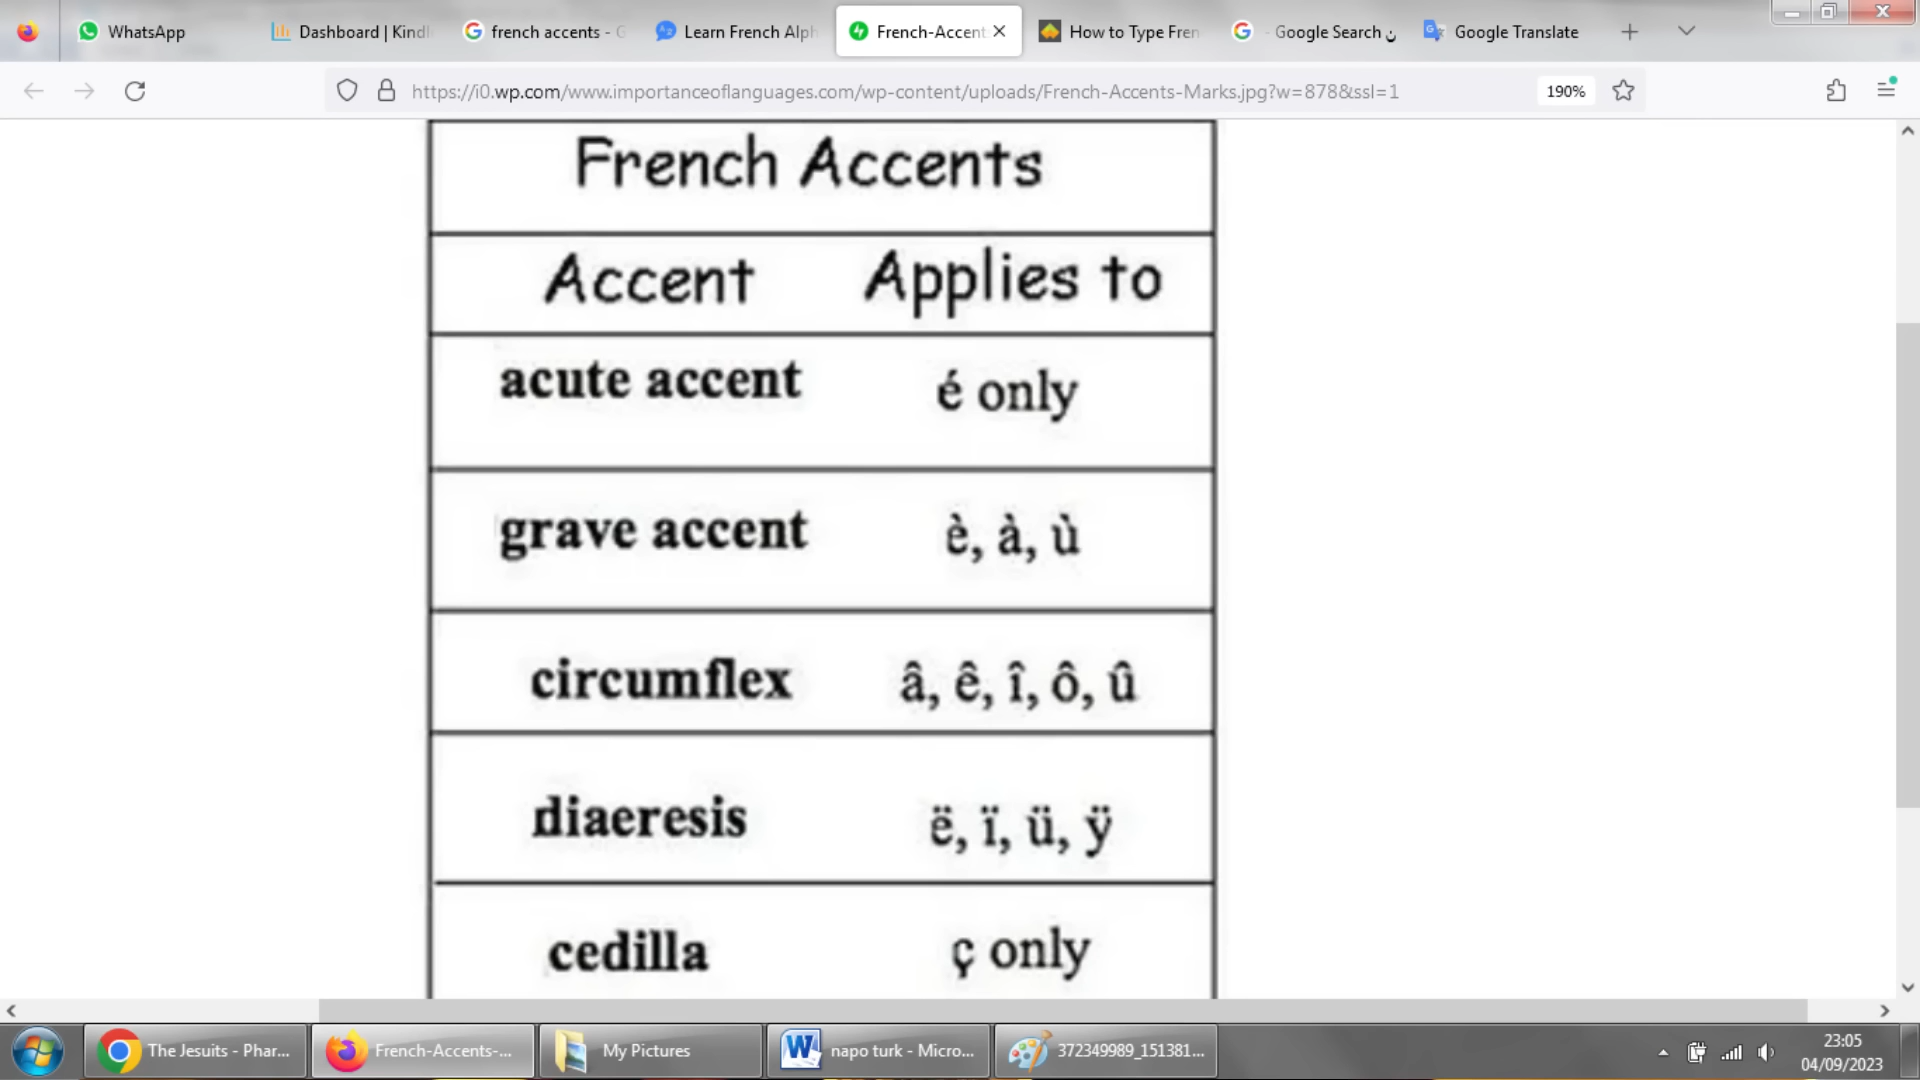 WhatsApp
Dashboard | Kindl
french accents - G
Learn French Alph
French-Accent
How to Type Fren
- Google Search ن
Google Translate
https://i0.wp.com/www.importanceoflanguages.com/wp-content/uploads/French-Accents-Marks.jpg?w=878&ssl=1
190%
French Accents
Accent Applies to
acute accent é only
grave accent è, à, ù
circumflex â, ê, î, ô, û
diaeresis ë, ï, ü, ÿ
cedilla ç only
The Jesuits - Phar...
French-Accents-...
My Pictures
napo turk - Micro...
372349989_151381...
23:05
04/09/2023